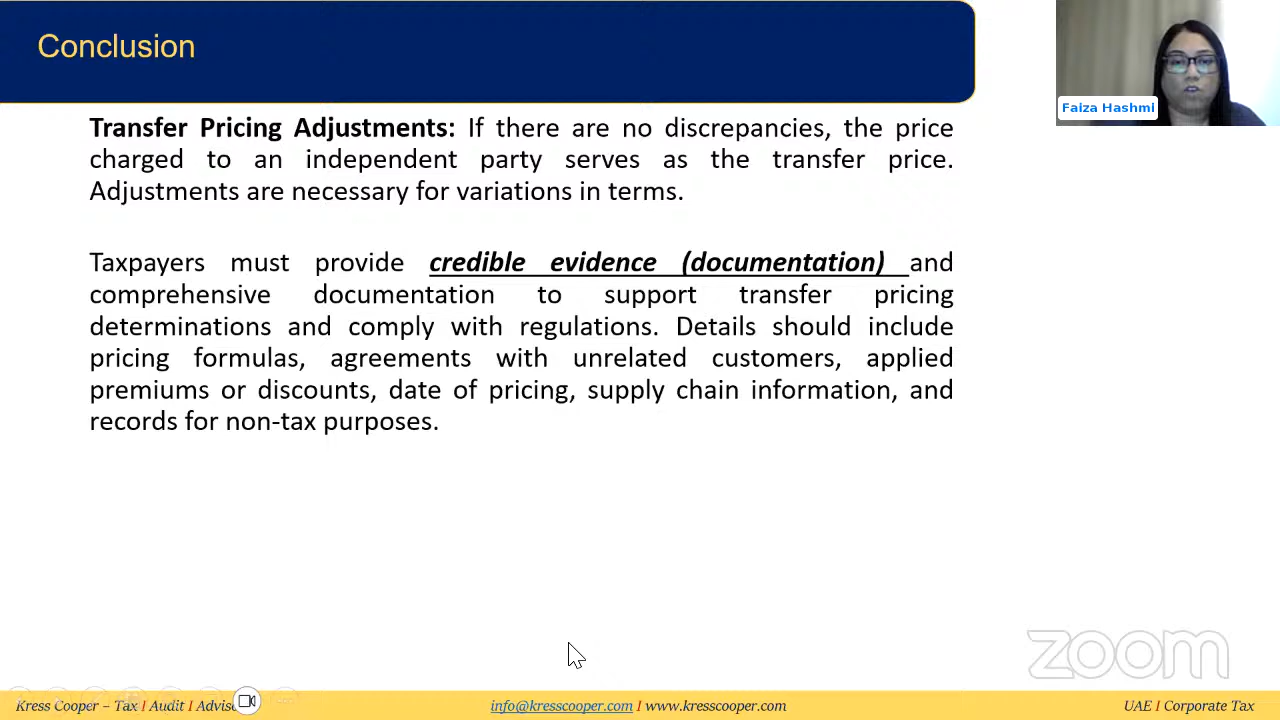 Conclusion
Faiza Hashmi
Transfer Pricing Adjustments: If there are no discrepancies, the price
charged to an independent party serves as the transfer price.
Adjustments are necessary for variations in terms.
Taxpayers must provide credible evidence (documentation) and
comprehensive documentation to support transfer pricing
determinations and comply with regulations. Details should include
pricing formulas, agreements with unrelated customers, applied
premiums or discounts, date of pricing, supply chain information, and
records for non-tax purposes.
zoom
Kress Cooper – Tax I Audit I
info@kresscooper.com I www.kresscooper.com
UAE I Corporate Tax